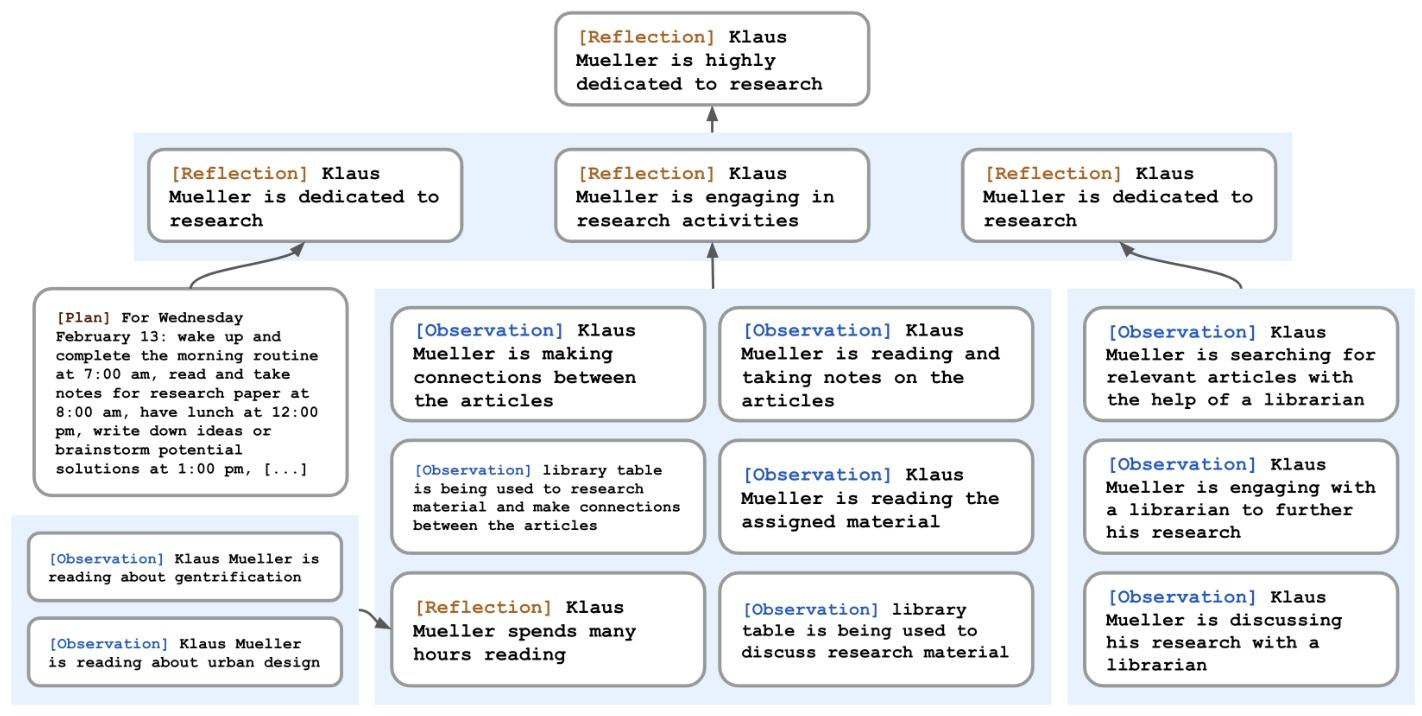 [Reflection] Klaus
Mueller is highly
dedicated to research
[Reflection] Klaus
Mueller is dedicated to
research
[Reflection] Klaus
Mueller is engaging in
research activities
[Reflection] Klaus
Mueller is dedicated to
research
[Plan] For Wednesday
February 13: wake up and
complete the morning routine
at 7:00 am, read and take
notes for research paper at
8:00 am, have lunch at 12:00
pm, write down ideas or
brainstorm potential
solutions at 1:00 pm, [...]
[Observation] Klaus Mueller is
reading about gentrification
[Observation] Klaus Mueller
is reading about urban design
[Observation] Klaus
Mueller is making
connections between
the articles
[Observation] Klaus
Mueller is reading and
taking notes on the
articles
[Observation] library table
is being used to research
material and make connections
between the articles
[Observation] Klaus
Mueller is reading the
assigned material
[Reflection] Klaus
Mueller spends many
hours reading
[Observation] library
table is being used to
discuss research material
[Observation] Klaus
Mueller is searching for
relevant articles with
the help of a librarian
[Observation] Klaus
Mueller is engaging with
a librarian to further
his research
[Observation] Klaus
Mueller is discussing
his research with a
librarian